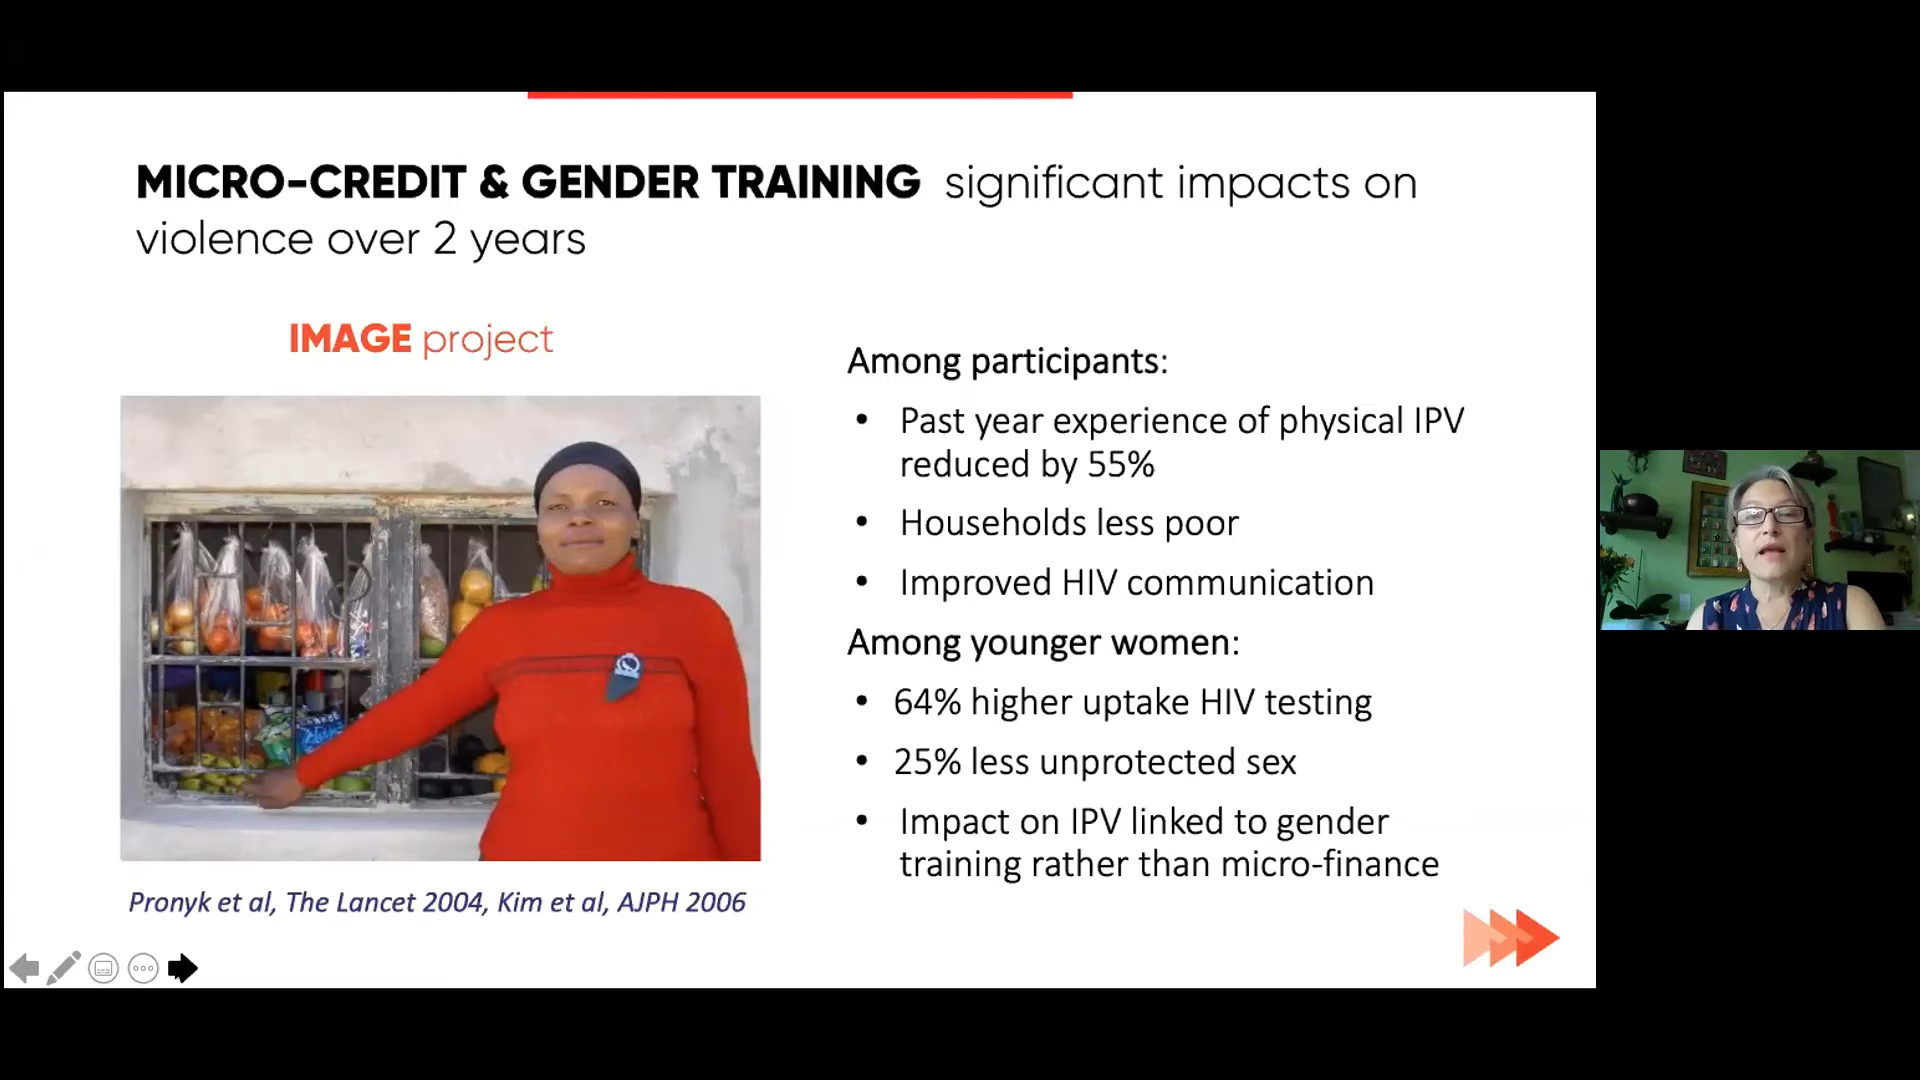 MICRO-CREDIT & GENDER TRAINING significant impacts on
violence over 2 years
IMAGE project
Among participants:
• Past year experience of physical IPV
reduced by 55%
• Households less poor
• Improved HIV communication
Among younger women:
• 64% higher uptake HIV testing
• 25% less unprotected sex
• Impact on IPV linked to gender
training rather than micro-finance
Pronyk et al, The Lancet 2004, Kim et al, AJPH 2006